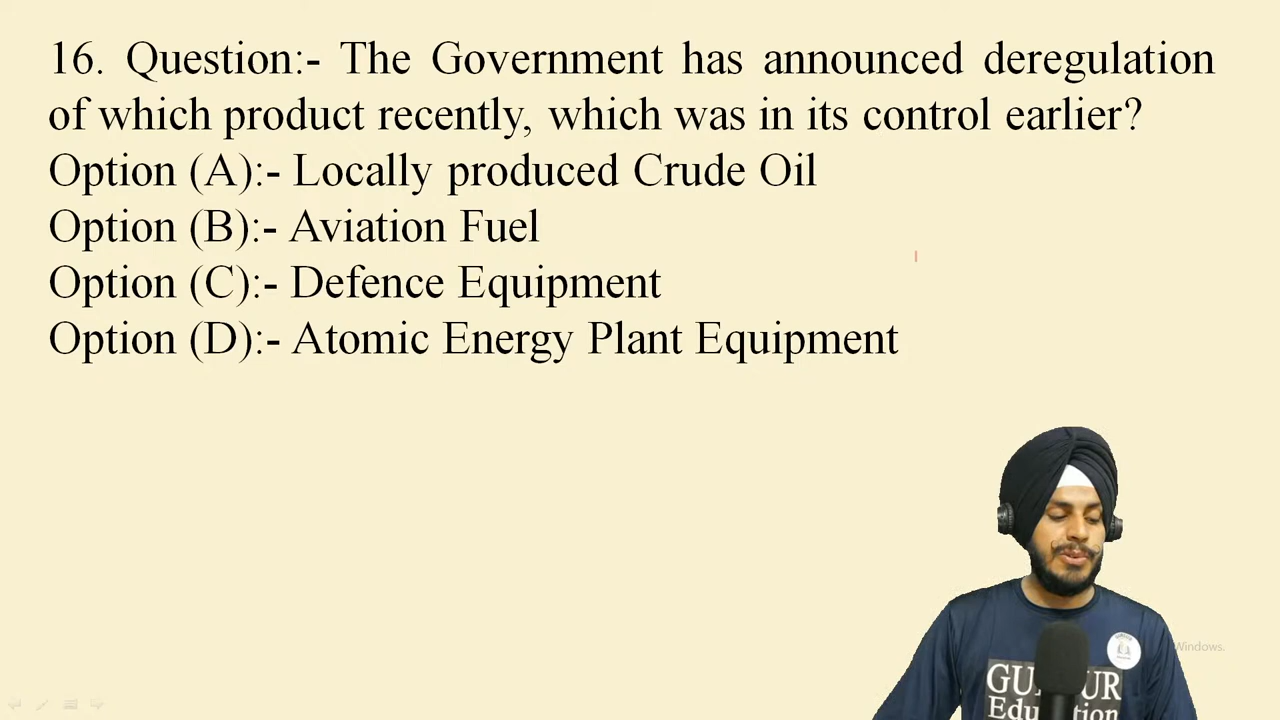 16. Question:- The Government has announced deregulation
of which product recently, which was in its control earlier?
Option (A):- Locally produced Crude Oil
Option (B):- Aviation Fuel
Option (C):- Defence Equipment
Option (D):- Atomic Energy Plant Equipment
Windows.